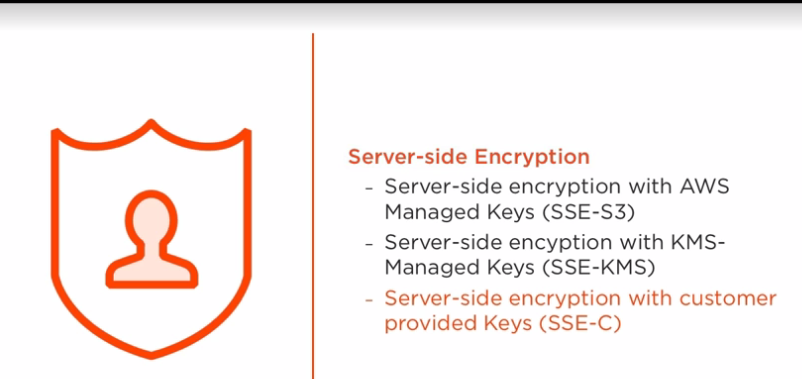 Server-side Encryption
- Server-side encryption with AWS
Managed Keys (SSE-S3)
- Server-side encyption with KMS-
Managed Keys (SSE-KMS)
- Server-side encryption with customer
provided Keys (SSE-C)